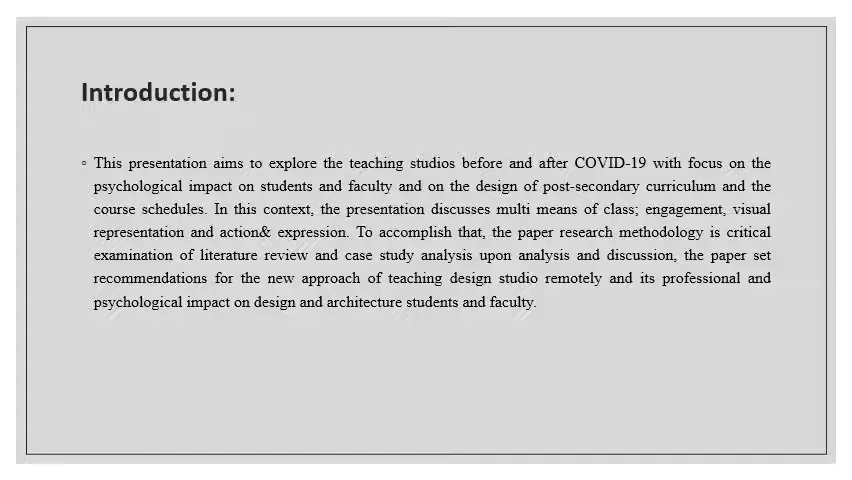 Introduction:
◦ This presentation aims to explore the teaching studios before and after COVID-19 with focus on the
psychological impact on students and faculty and on the design of post-secondary curriculum and the
course schedules. In this context, the presentation discusses multi means of class; engagement, visual
representation and action& expression. To accomplish that, the paper research methodology is critical
examination of literature review and case study analysis upon analysis and discussion, the paper set
recommendations for the new approach of teaching design studio remotely and its professional and
psychological impact on design and architecture students and faculty.